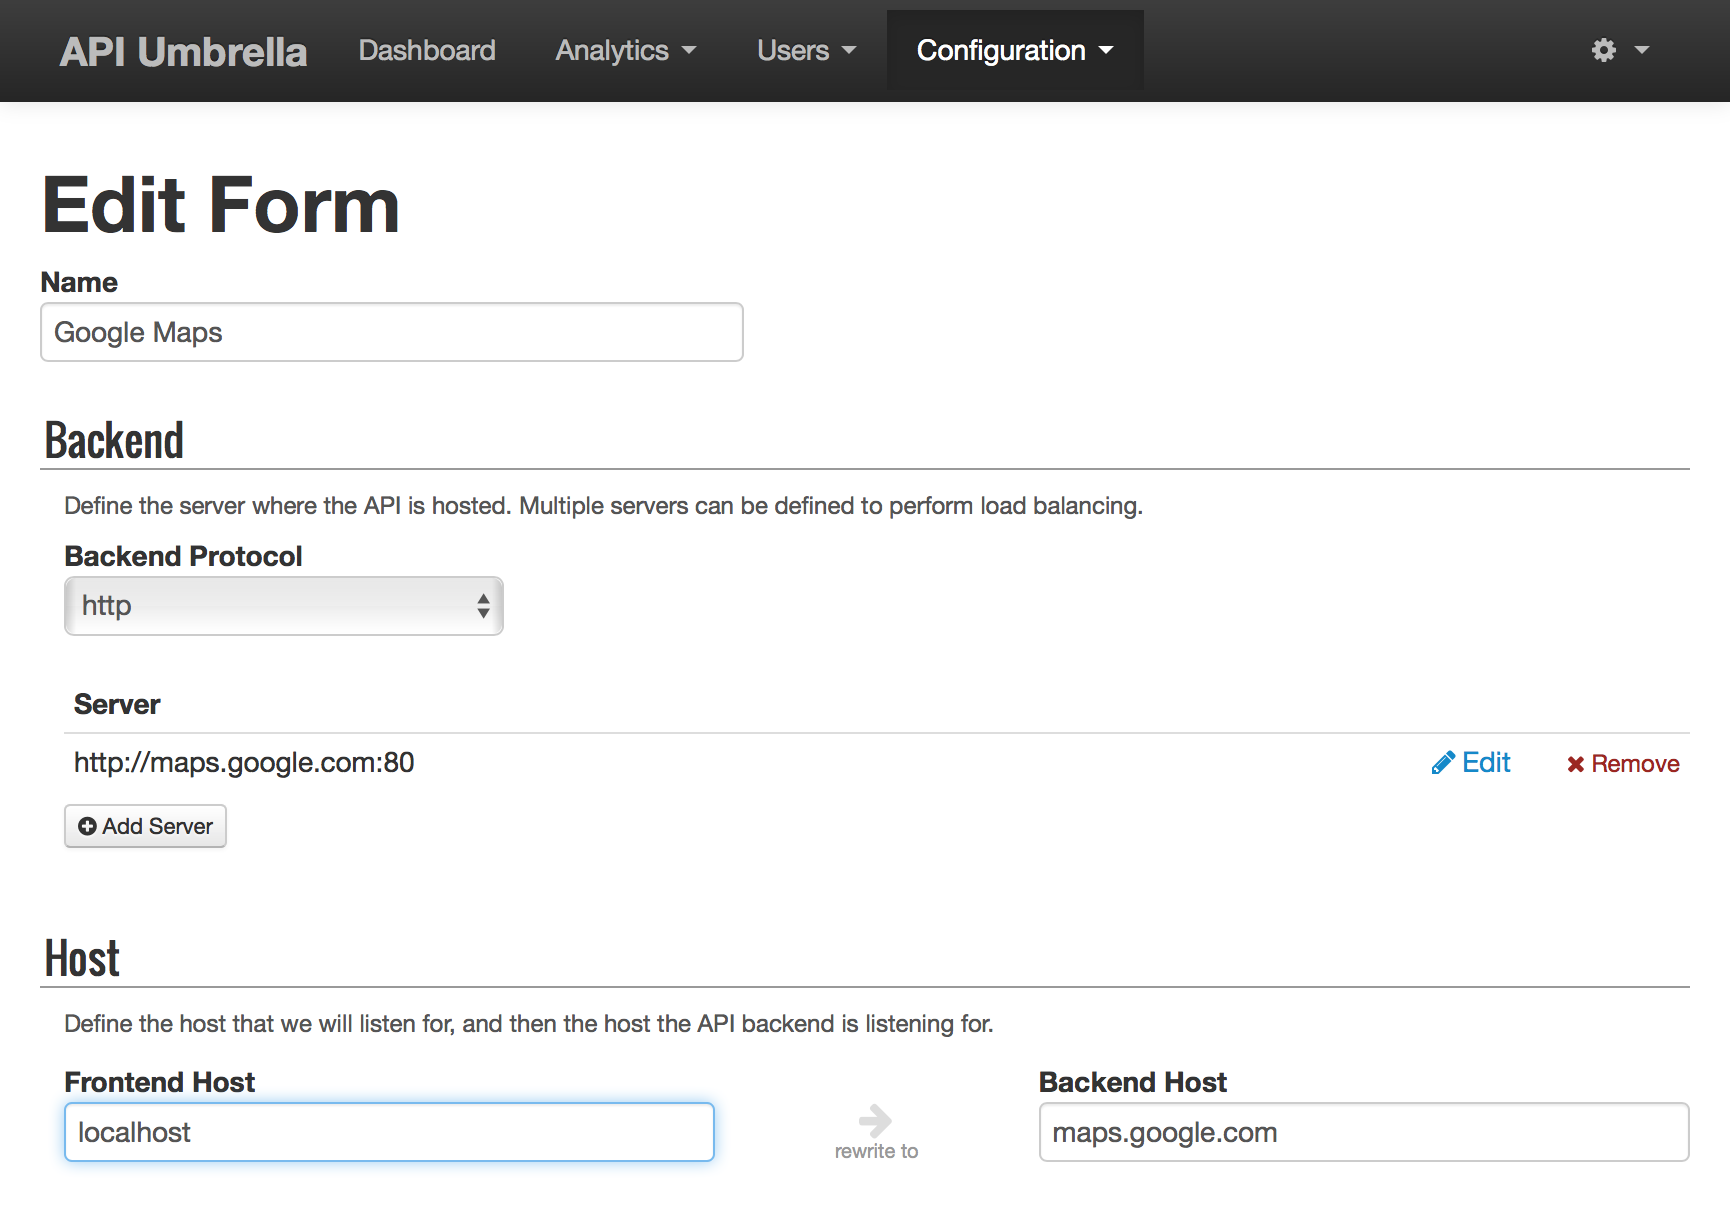 API Umbrella Dashboard Analytics Users Configuration
Edit Form
Name
Google Maps
Backend
Define the server where the API is hosted. Multiple servers can be defined to perform load balancing.
Backend Protocol
http
Server
http://maps.google.com:80 Edit Remove
Add Server
Host
Define the host that we will listen for, and then the host the API backend is listening for.
Frontend Host Backend Host
localhost rewrite to maps.google.com